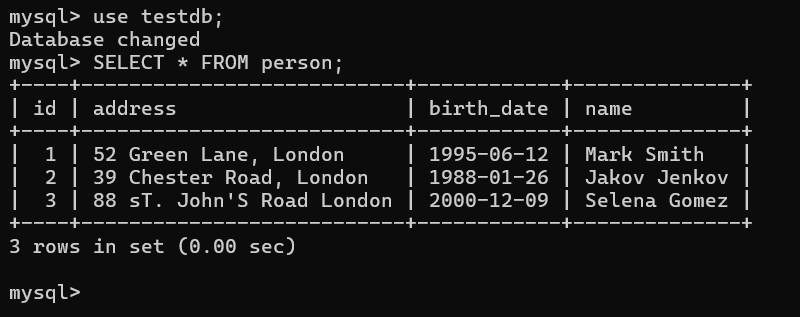 mysql> use testdb;
Database changed
mysql> SELECT * FROM person;
+----+---------------------------+------------+--------------+
| id | address                   | birth_date | name         |
+----+---------------------------+------------+--------------+
|  1 | 52 Green Lane, London     | 1995-06-12 | Mark Smith   |
|  2 | 39 Chester Road, London   | 1988-01-26 | Jakov Jenkov |
|  3 | 88 sT. John'S Road London | 2000-12-09 | Selena Gomez |
+----+---------------------------+------------+--------------+
3 rows in set (0.00 sec)

mysql>